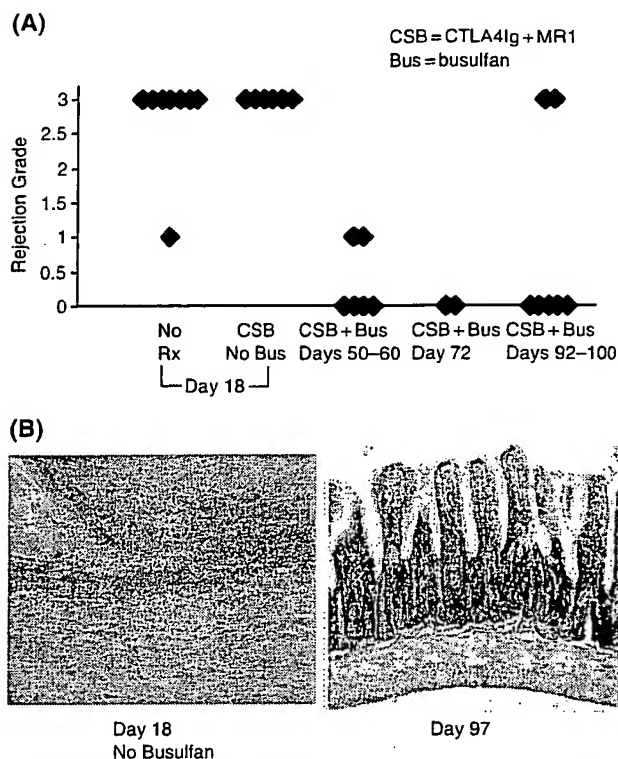 (A)
CSB=CTLA4Ig+MR1
Bus=busulfan
Rejection Grade
3
2.5
2
1.5
1
0.5
0
No CSB CSB+Bus CSB+Bus CSB+Bus
Rx No Bus Days 50–60 Day 72 Days 92–100
Day 18
(B)
Day 18 Day 97
No Busulfan